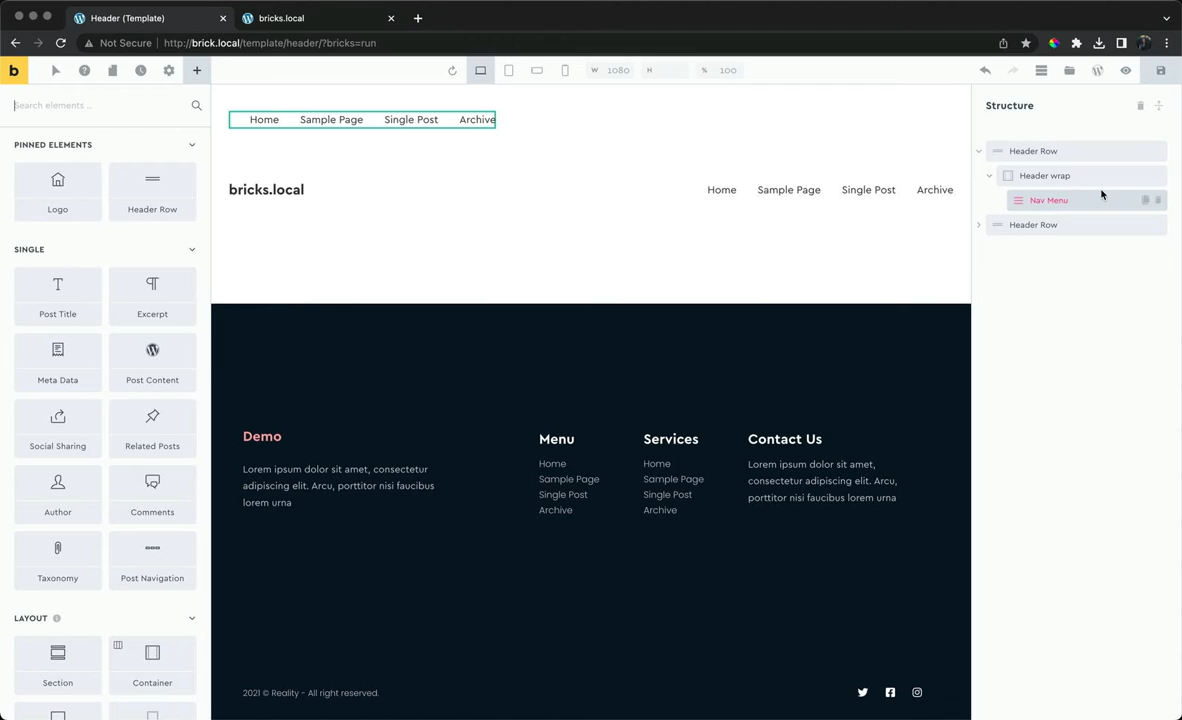 Header (Template)
bricks.local
Not Secure
http://brick.local/template/header/?bricks=run
b
W 1080
H
% 100
Search elements ..
PINNED ELEMENTS
Logo
Header Row
SINGLE
Post Title
Excerpt
Meta Data
Post Content
Social Sharing
Related Posts
Author
Comments
Taxonomy
Post Navigation
LAYOUT
Section
Container
Home
Sample Page
Single Post
Archive
bricks.local
Home
Sample Page
Single Post
Archive
Demo
Lorem ipsum dolor sit amet, consectetur
adipiscing elit. Arcu, porttitor nisi faucibus
lorem urna
Menu
Home
Sample Page
Single Post
Archive
Services
Home
Sample Page
Single Post
Archive
Contact Us
Lorem ipsum dolor sit amet,
consectetur adipiscing elit. Arcu,
porttitor nisi faucibus lorem urna
2021 © Reality - All right reserved.
Structure
Header Row
Header wrap
Nav Menu
Header Row